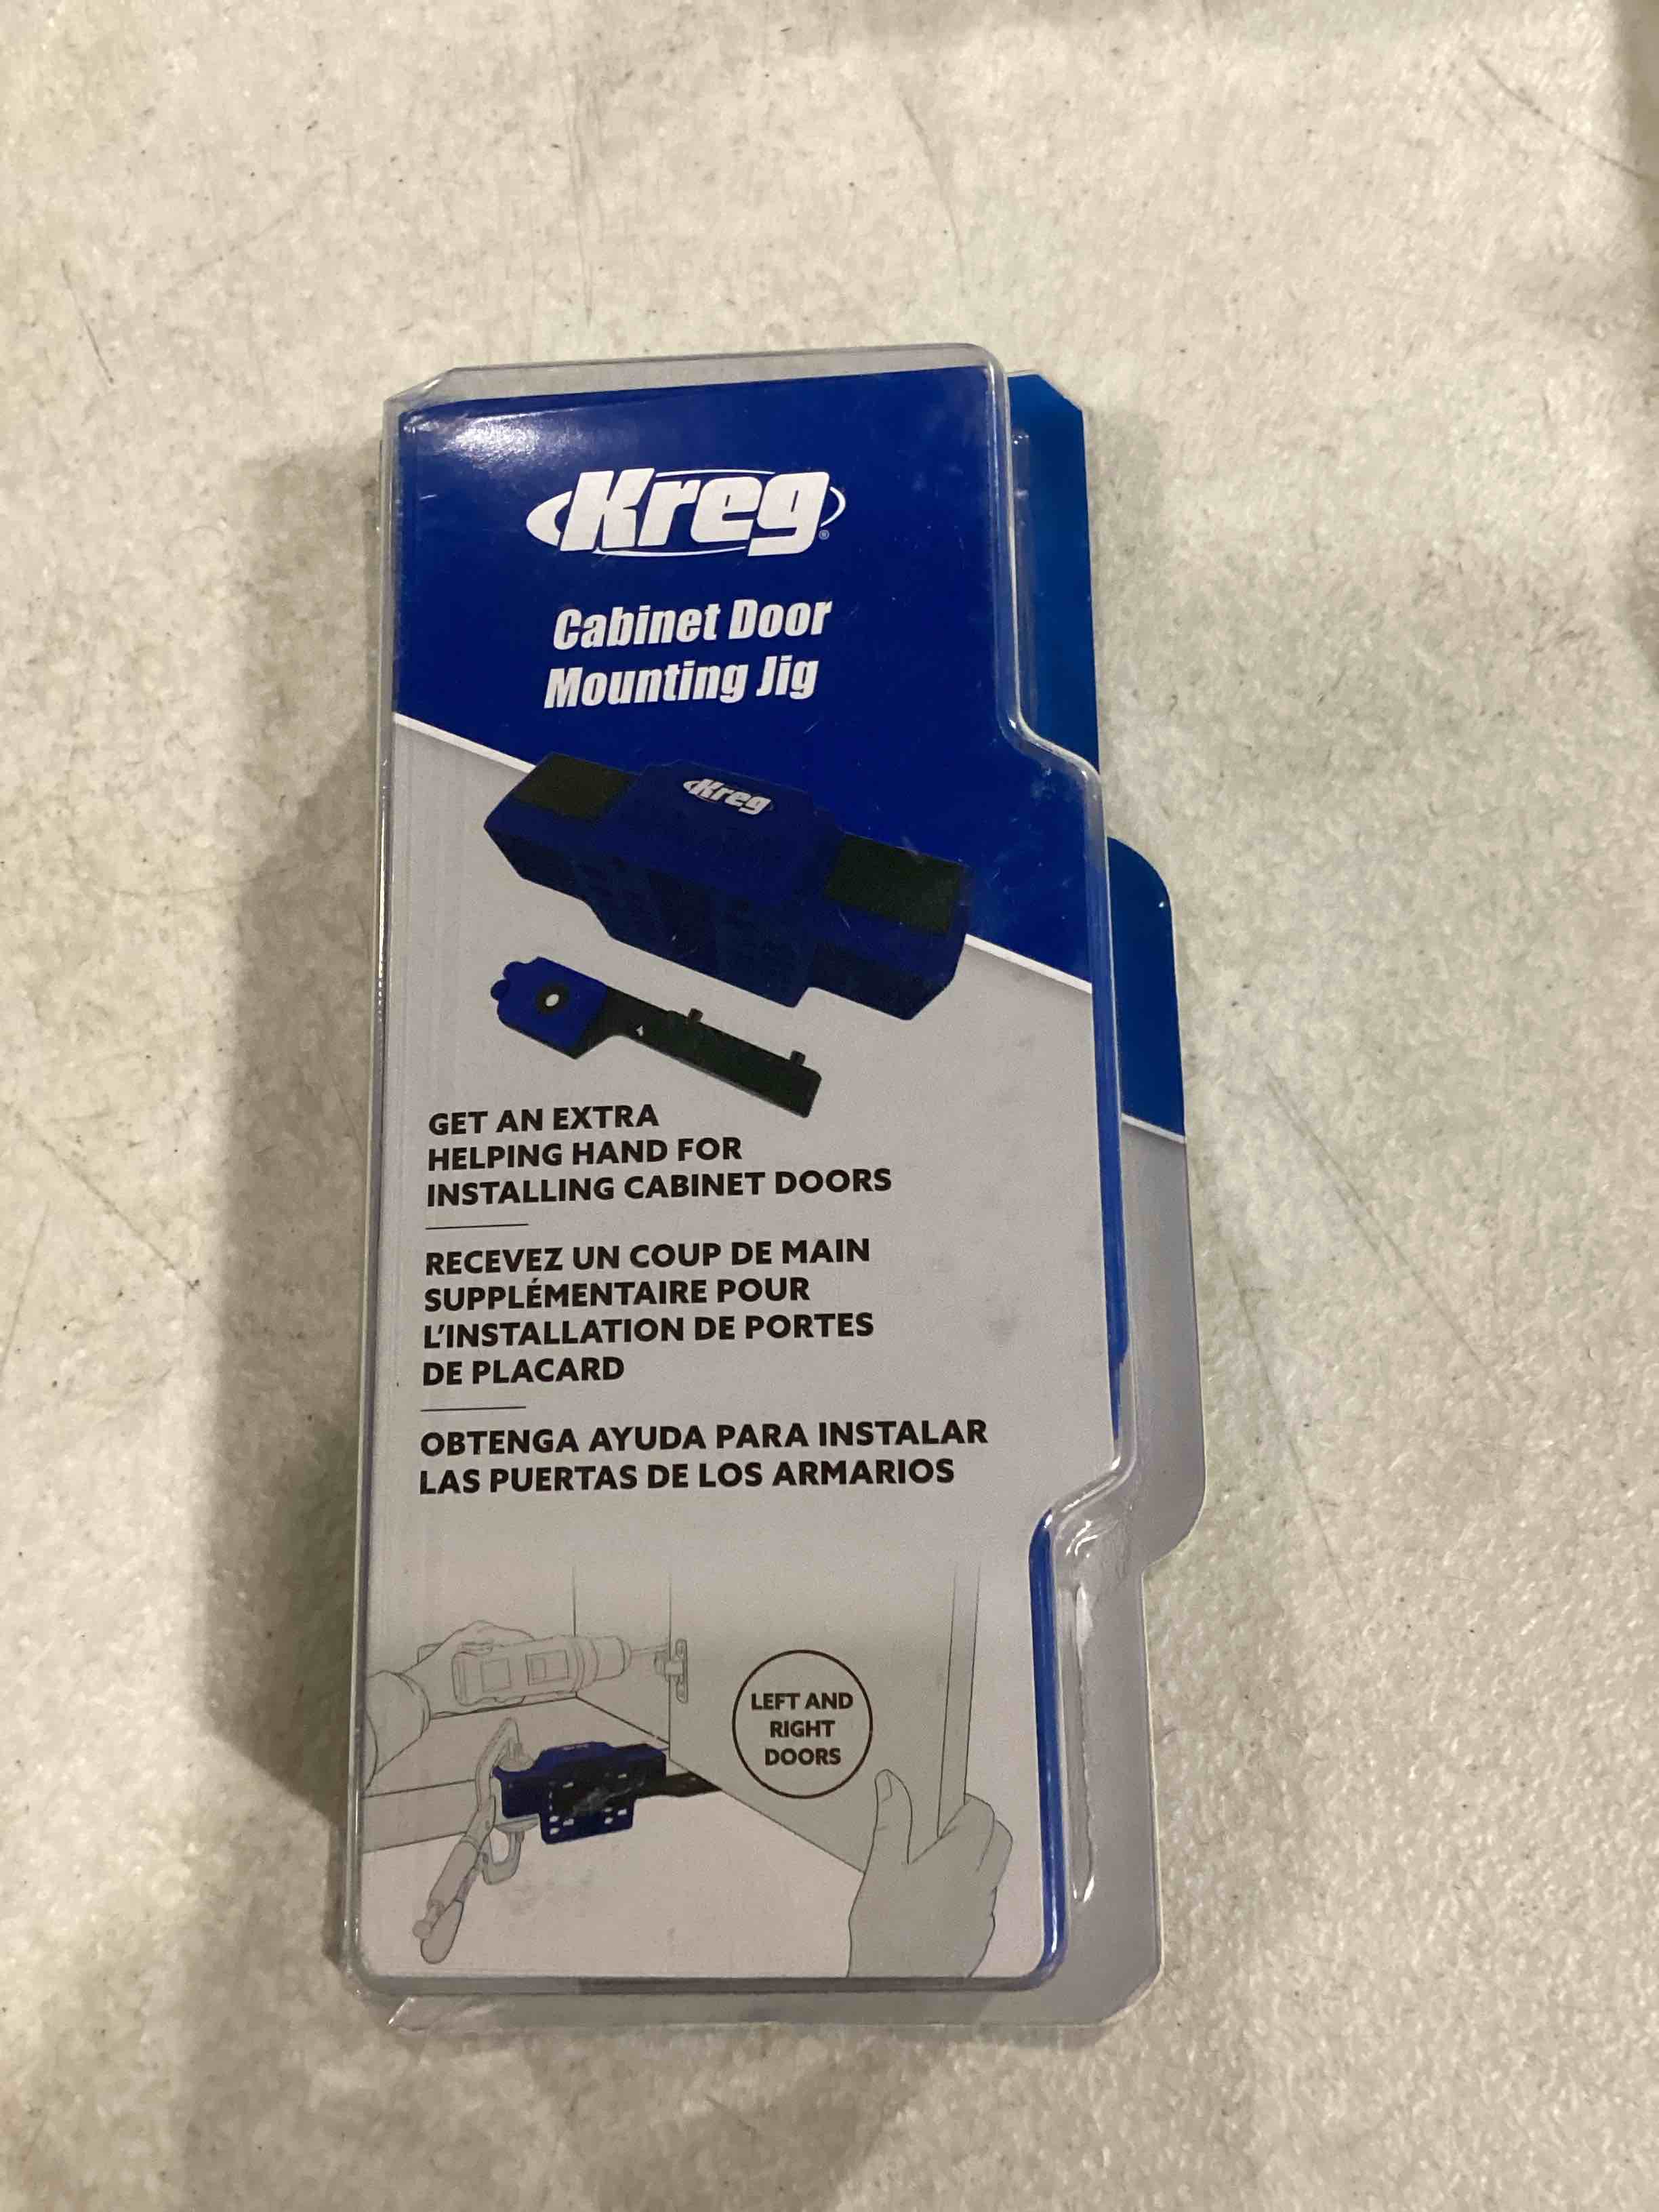 Kreg®
Cabinet Door
Mounting Jig
Kreg
GET AN EXTRA
HELPING HAND FOR
INSTALLING CABINET DOORS
RECEVEZ UN COUP DE MAIN
SUPPLÉMENTAIRE POUR
L'INSTALLATION DE PORTES
DE PLACARD
OBTENGA AYUDA PARA INSTALAR
LAS PUERTAS DE LOS ARMARIOS
LEFT AND
RIGHT
DOORS